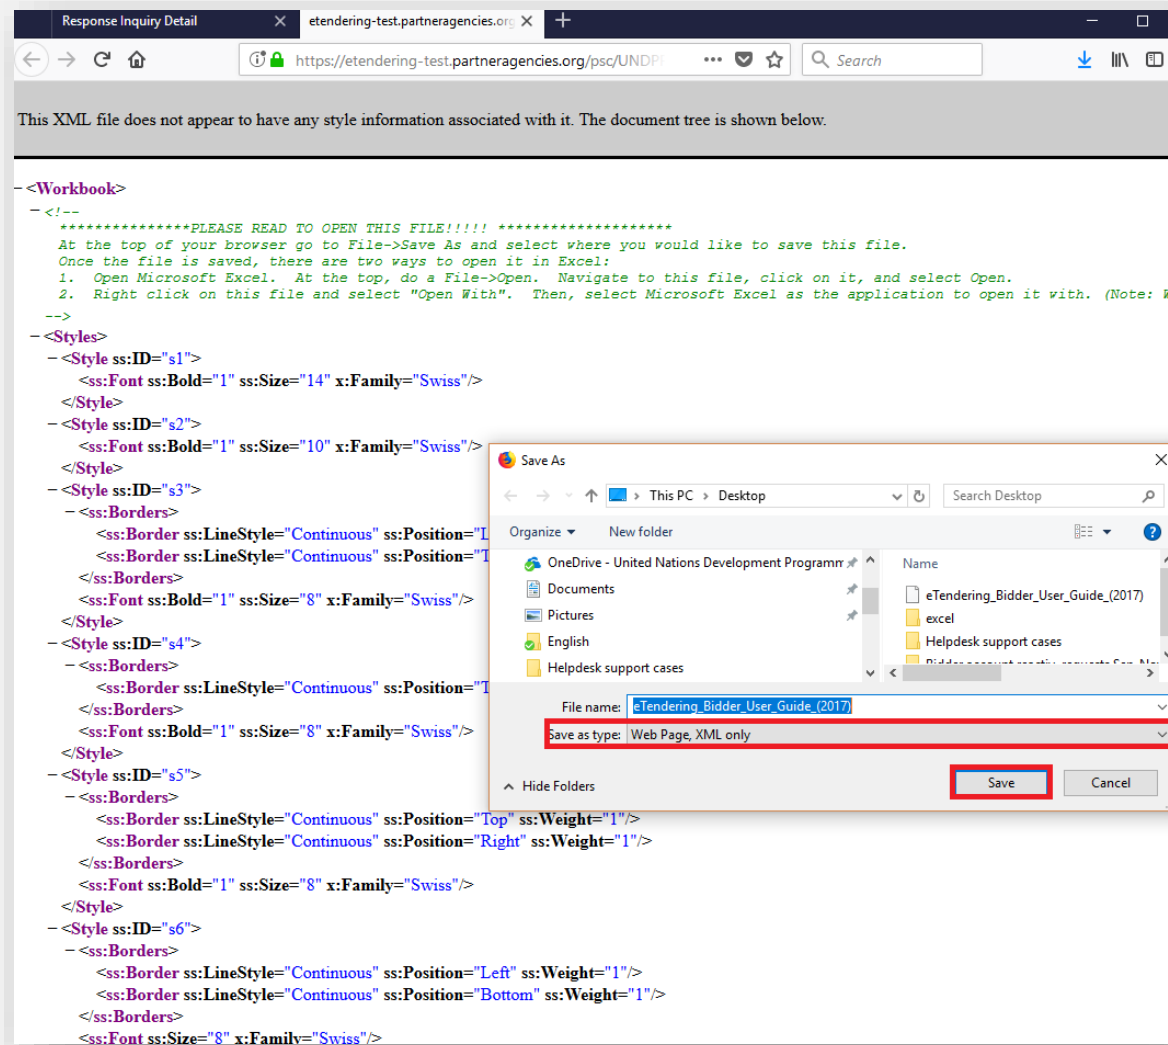 Response Inquiry Detail
etendering-test.partneragencies.org
https://etendering-test.partneragencies.org/psc/UNDP
Search
This XML file does not appear to have any style information associated with it. The document tree is shown below.
− <Workbook>
− <!--
***************PLEASE READ TO OPEN THIS FILE!!!!! ********************
At the top of your browser go to File->Save As and select where you would like to save this file.
Once the file is saved, there are two ways to open it in Excel:
1. Open Microsoft Excel. At the top, do a File->Open. Navigate to this file, click on it, and select Open.
2. Right click on this file and select "Open With". Then, select Microsoft Excel as the application to open it with. (Note:
-->
− <Styles>
− <Style ss:ID="s1">
<ss:Font ss:Bold="1" ss:Size="14" x:Family="Swiss"/>
</Style>
− <Style ss:ID="s2">
<ss:Font ss:Bold="1" ss:Size="10" x:Family="Swiss"/>
</Style>
− <Style ss:ID="s3">
− <ss:Borders>
<ss:Border ss:LineStyle="Continuous" ss:Position="L
<ss:Border ss:LineStyle="Continuous" ss:Position="T
</ss:Borders>
<ss:Font ss:Bold="1" ss:Size="8" x:Family="Swiss"/>
</Style>
− <Style ss:ID="s4">
− <ss:Borders>
<ss:Border ss:LineStyle="Continuous" ss:Position="T
</ss:Borders>
<ss:Font ss:Bold="1" ss:Size="8" x:Family="Swiss"/>
</Style>
− <Style ss:ID="s5">
− <ss:Borders>
<ss:Border ss:LineStyle="Continuous" ss:Position="Top" ss:Weight="1"/>
<ss:Border ss:LineStyle="Continuous" ss:Position="Right" ss:Weight="1"/>
</ss:Borders>
<ss:Font ss:Bold="1" ss:Size="8" x:Family="Swiss"/>
</Style>
− <Style ss:ID="s6">
− <ss:Borders>
<ss:Border ss:LineStyle="Continuous" ss:Position="Left" ss:Weight="1"/>
<ss:Border ss:LineStyle="Continuous" ss:Position="Bottom" ss:Weight="1"/>
</ss:Borders>
<ss:Font ss:Size="8" x:Family="Swiss"/>
Save As
This PC > Desktop
Search Desktop
Organize
New folder
OneDrive - United Nations Development Programm
Documents
Pictures
English
Helpdesk support cases
Name
eTendering_Bidder_User_Guide_(2017)
excel
Helpdesk support cases
File name: eTendering_Bidder_User_Guide_(2017)
Save as type: Web Page, XML only
Hide Folders
Save
Cancel